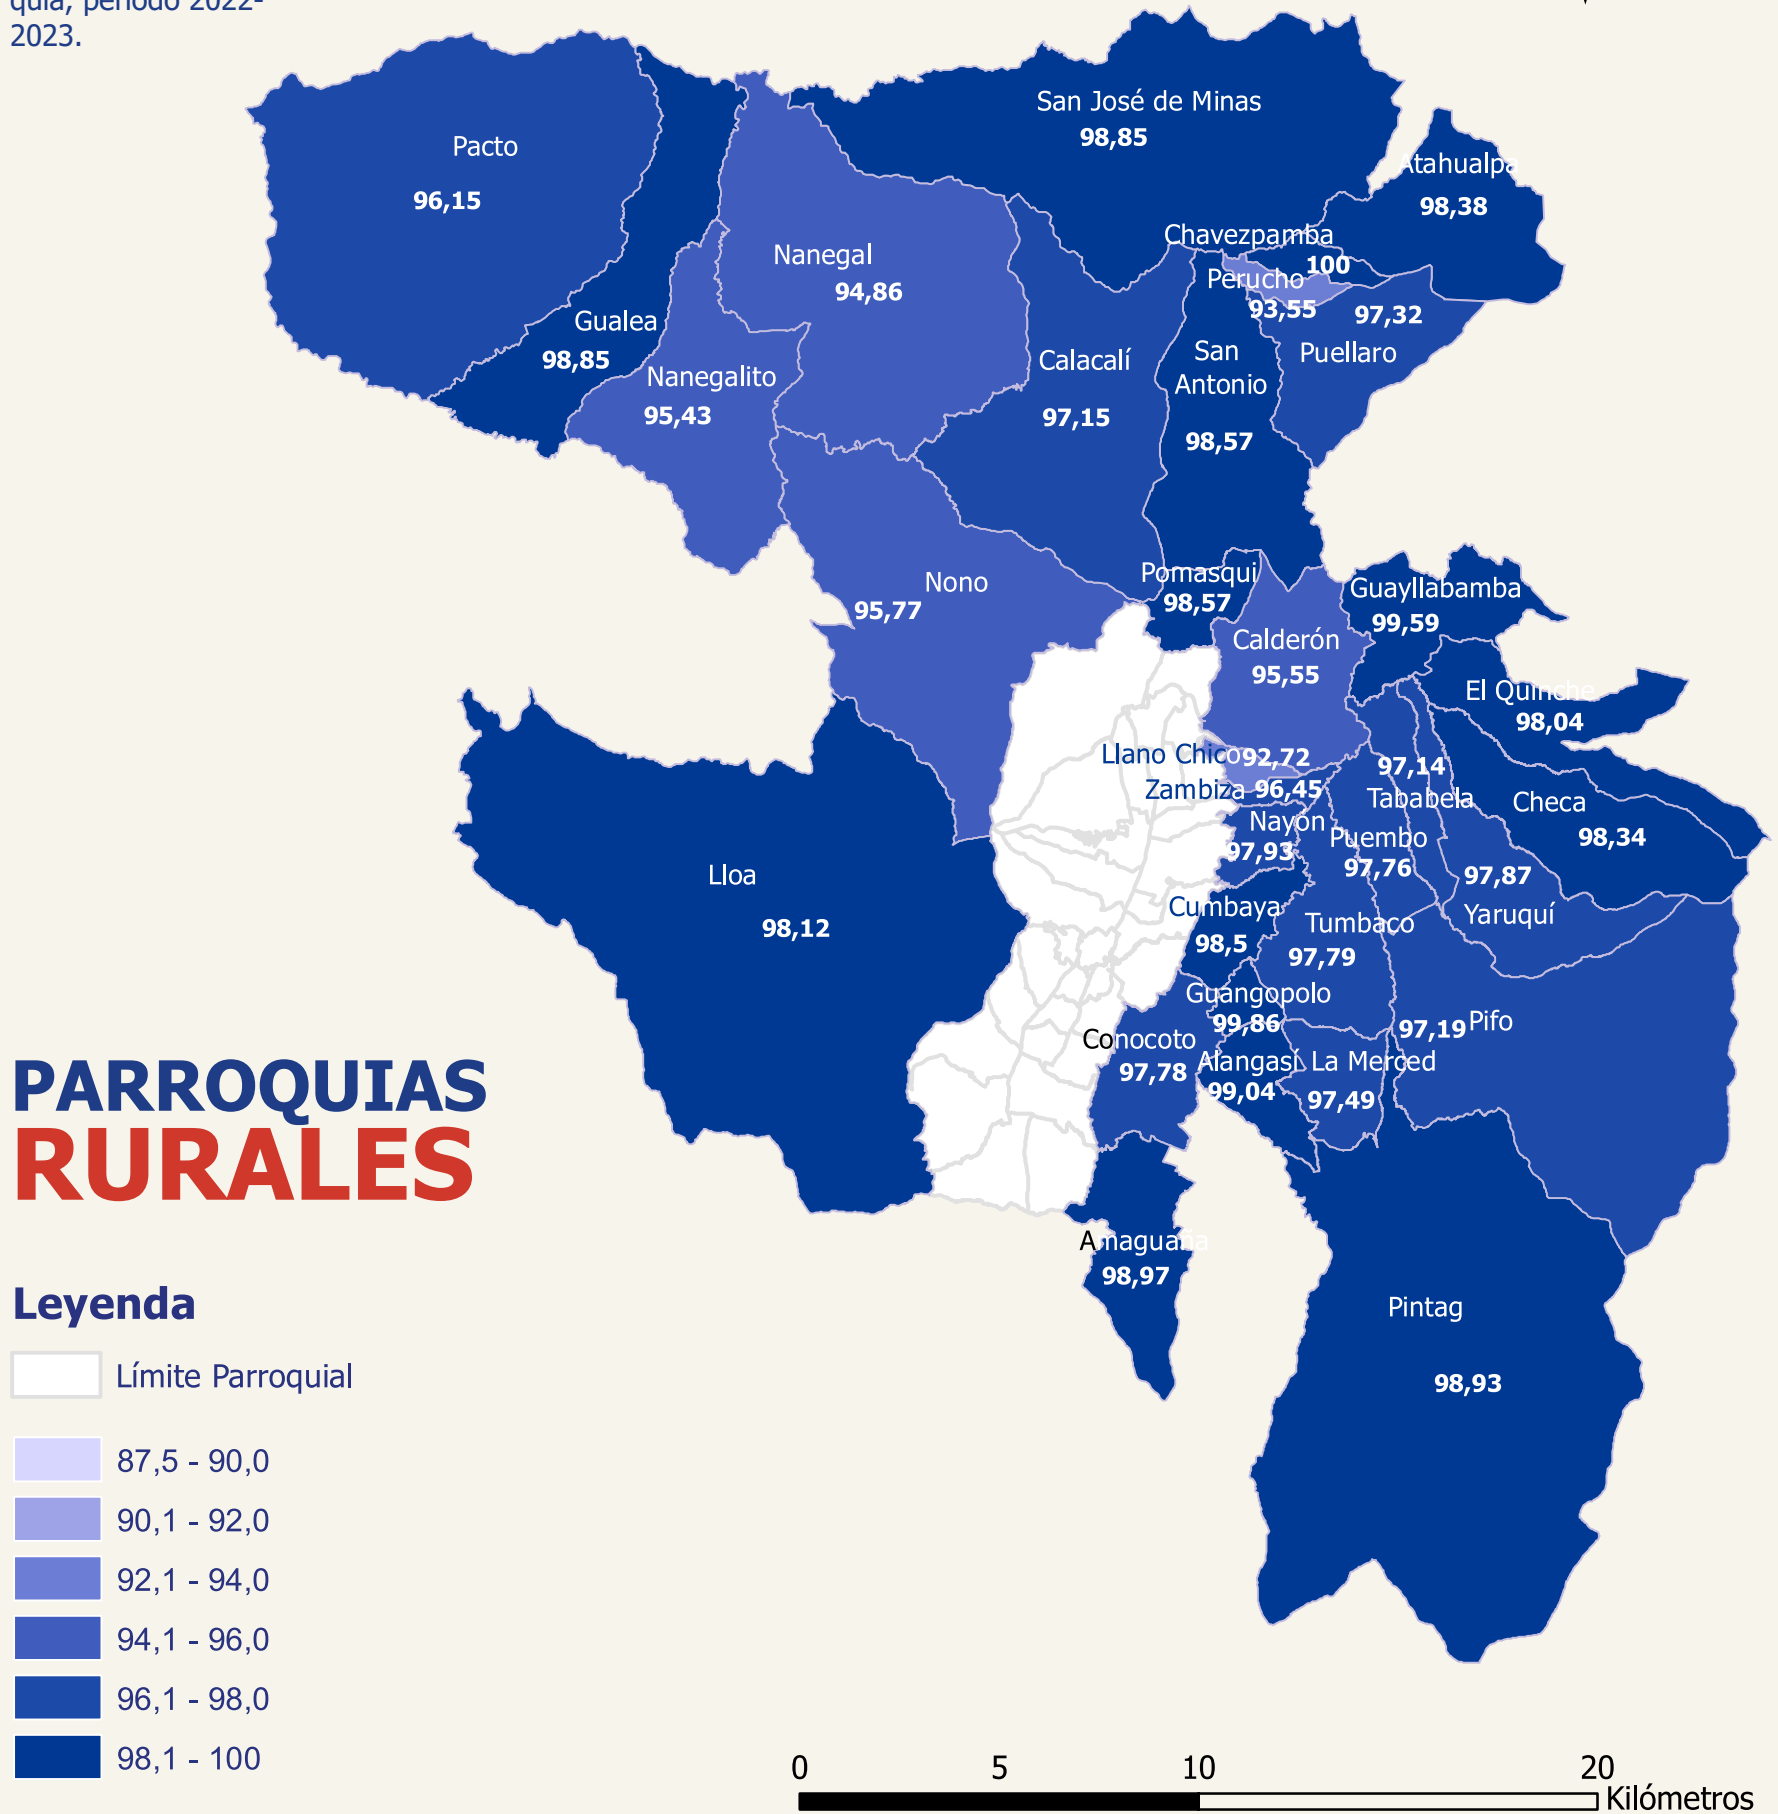 quia, período 2022-
2023.
San José de Minas
98,85
Pacto
96,15
Atahualpa
98,38
Chavezpamba
100
Nanegal
94,86
Perucho
93,55
97,32
Puellaro
Gualea
98,85
Calacalí
97,15
San
Antonio
98,57
Nanegalito
95,43
Nono
95,77
Pomasqui
98,57
Guayllabamba
99,59
Calderón
95,55
El Quinche
98,04
Llano Chico
92,72
97,14
Tababela
Zambiza
96,45
Checa
98,34
Nayón
97,93
Puembo
97,76
Lloa
98,12
97,87
Yaruquí
Cumbaya
98,5
Tumbaco
97,79
Guangopolo
99,86
97,19 Pifo
Conocoto
97,78
Alangasí
99,04
La Merced
97,49
PARROQUIAS
RURALES
Amaguaña
98,97
Pintag
98,93
Leyenda
Límite Parroquial
87,5 - 90,0
90,1 - 92,0
92,1 - 94,0
94,1 - 96,0
96,1 - 98,0
98,1 - 100
0 5 10 20
Kilómetros